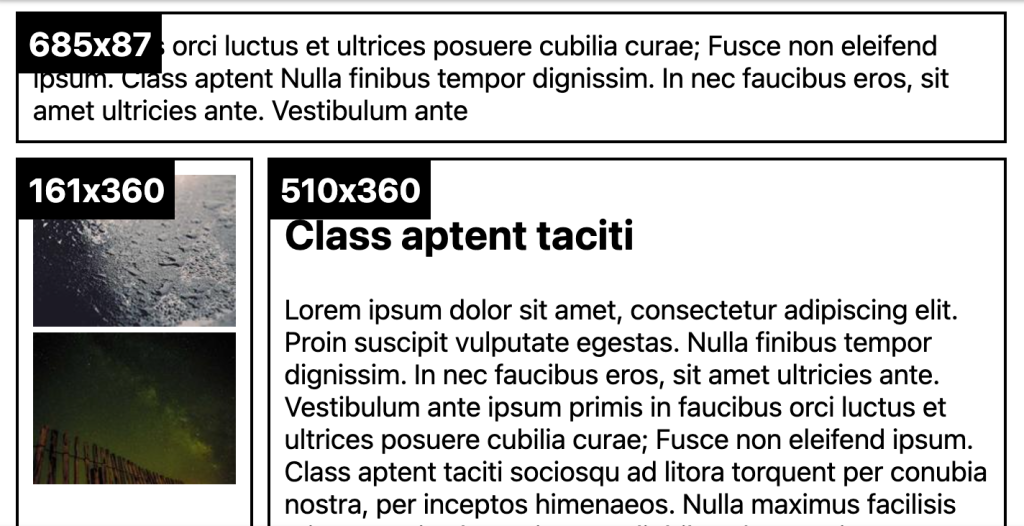 685x87
orci luctus et ultrices posuere cubilia curae; Fusce non eleifend
ipsum. Class aptent Nulla finibus tempor dignissim. In nec faucibus eros, sit
amet ultricies ante. Vestibulum ante
161x360
510x360
Class aptent taciti
Lorem ipsum dolor sit amet, consectetur adipiscing elit.
Proin suscipit vulputate egestas. Nulla finibus tempor
dignissim. In nec faucibus eros, sit amet ultricies ante.
Vestibulum ante ipsum primis in faucibus orci luctus et
ultrices posuere cubilia curae; Fusce non eleifend ipsum.
Class aptent taciti sociosqu ad litora torquent per conubia
nostra, per inceptos himenaeos. Nulla maximus facilisis